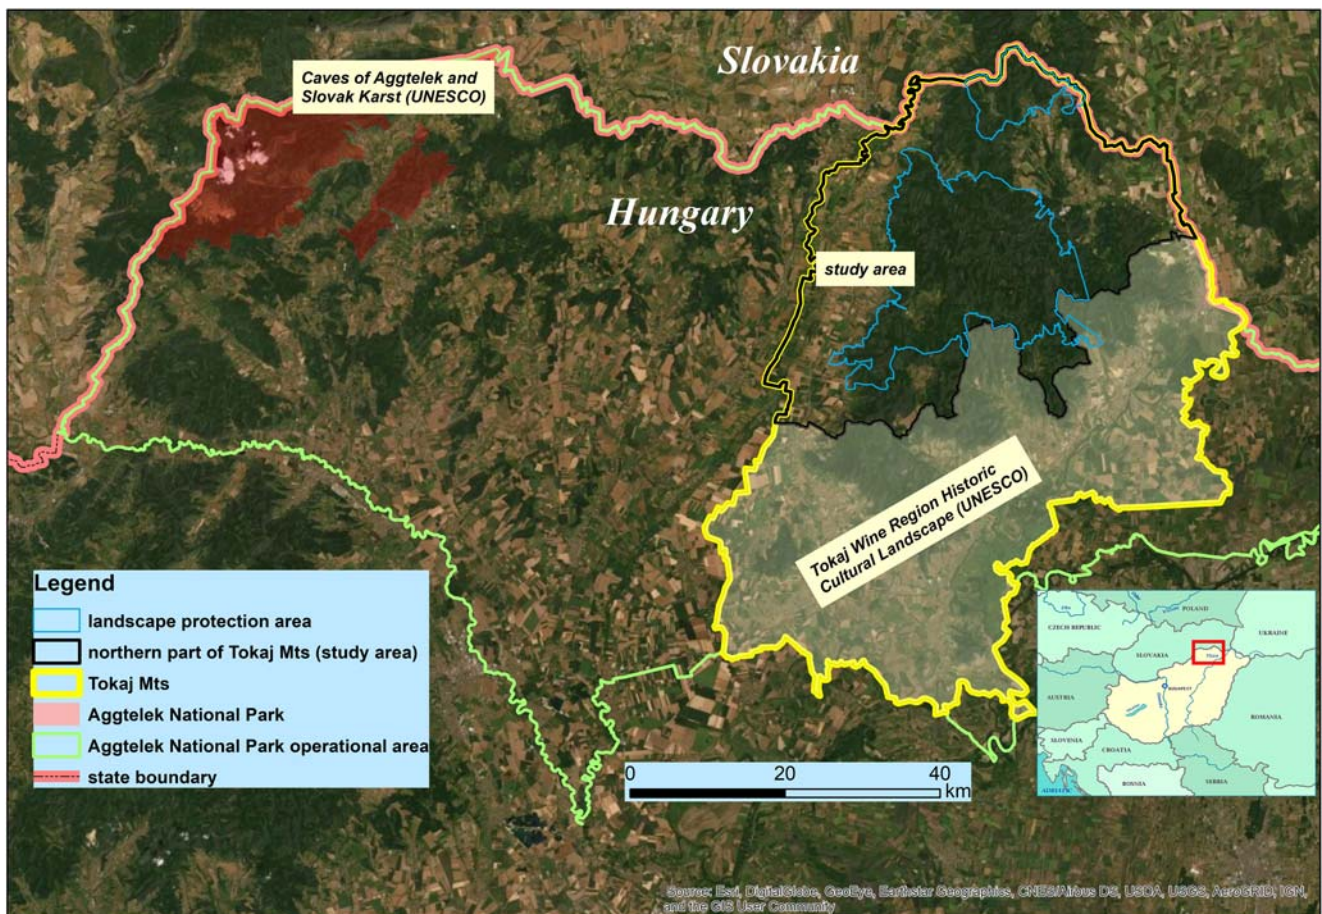 Slovakia
Caves of Aggtelek and
Slovak Karst (UNESCO)
Hungary
study area
Tokaj Wine Region Historic
Cultural Landscape (UNESCO)
Legend
landscape protection area
northern part of Tokaj Mts (study area)
Tokaj Mts
Aggtelek National Park
Aggtelek National Park operational area
state boundary
0 20 40
km
POLAND
CZECH REPUBLIC
UKRAINE
SLOVAKIA
AUSTRIA
BUDAPEST
ROMANIA
SLOVENIA
CROATIA
BOSNIA
SERBIA
Source: Esri, DigitalGlobe, GeoEye, Earthstar Geographics, CNES/Airbus DS, USDA, USGS, AeroGRID, IGN,
and the GIS User Community